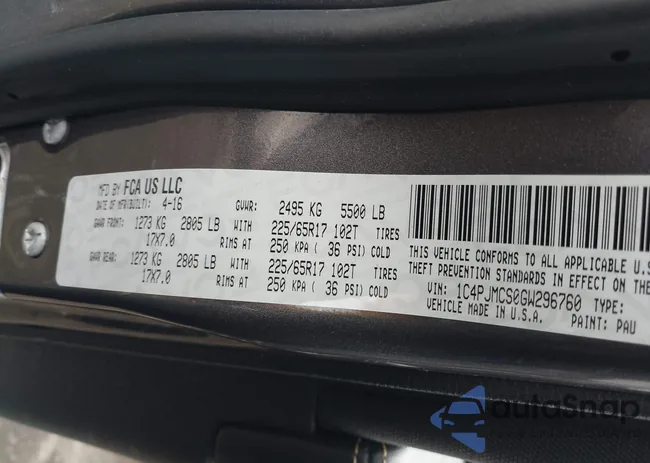 MFD BY FCA US LLC
DATE OF MFR(BUILT): 4-16 GVWR: 2495 KG 5500 LB
GAWR FRONT: 1273 KG 2805 LB WITH 225/65R17 102T TIRES
17X7.0 RIMS AT 250 KPA( 36 PSI) COLD
GAWR REAR: 1273 KG 2805 LB WITH 225/65R17 102T TIRES
17X7.0 RIMS AT 250 KPA( 36 PSI) COLD
THIS VEHICLE CONFORMS TO ALL APPLICABLE U.S.
THEFT PREVENTION STANDARDS IN EFFECT ON THE
VIN: 1C4PJMCS0GW296760 TYPE:
VEHICLE MADE IN U.S.A. PAINT: PAU
autoSnap